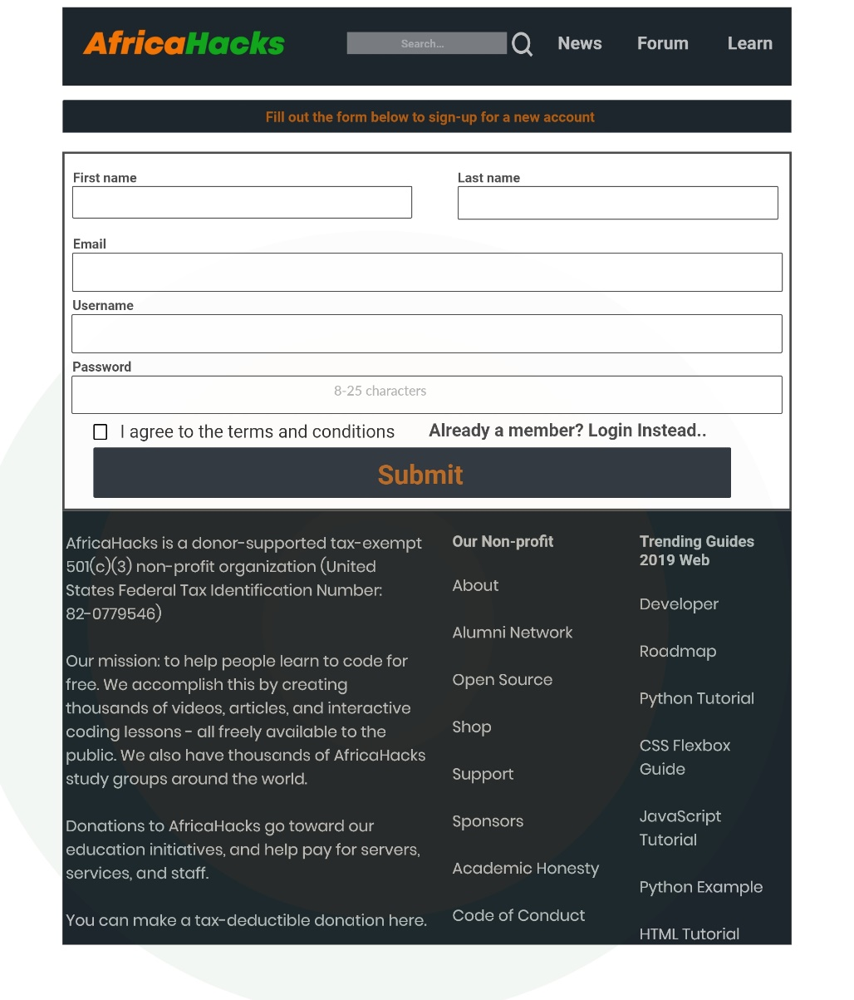 AfricaHacks
Search...
News
Forum
Learn
Fill out the form below to sign-up for a new account
First name
Last name
Email
Username
Password
8-25 characters
I agree to the terms and conditions
Already a member? Login Instead..
Submit
AfricaHacks is a donor-supported tax-exempt
501(c)(3) non-profit organization (United
States Federal Tax Identification Number:
82-0779546)
Our mission: to help people learn to code for
free. We accomplish this by creating
thousands of videos, articles, and interactive
coding lessons - all freely available to the
public. We also have thousands of AfricaHacks
study groups around the world.
Donations to AfricaHacks go toward our
education initiatives, and help pay for servers,
services, and staff.
You can make a tax-deductible donation here.
Our Non-profit
About
Alumni Network
Open Source
Shop
Support
Sponsors
Academic Honesty
Code of Conduct
Trending Guides
2019 Web
Developer
Roadmap
Python Tutorial
CSS Flexbox
Guide
JavaScript
Tutorial
Python Example
HTML Tutorial